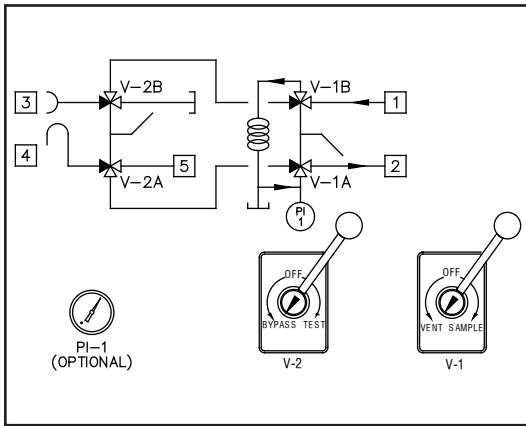 V-2B
V-1B
3
1
4
5
2
V-2A
V-1A
PI
1
OFF
OFF
BYPASS TEST
VENT SAMPLE
PI-1
(OPTIONAL)
V-2
V-1